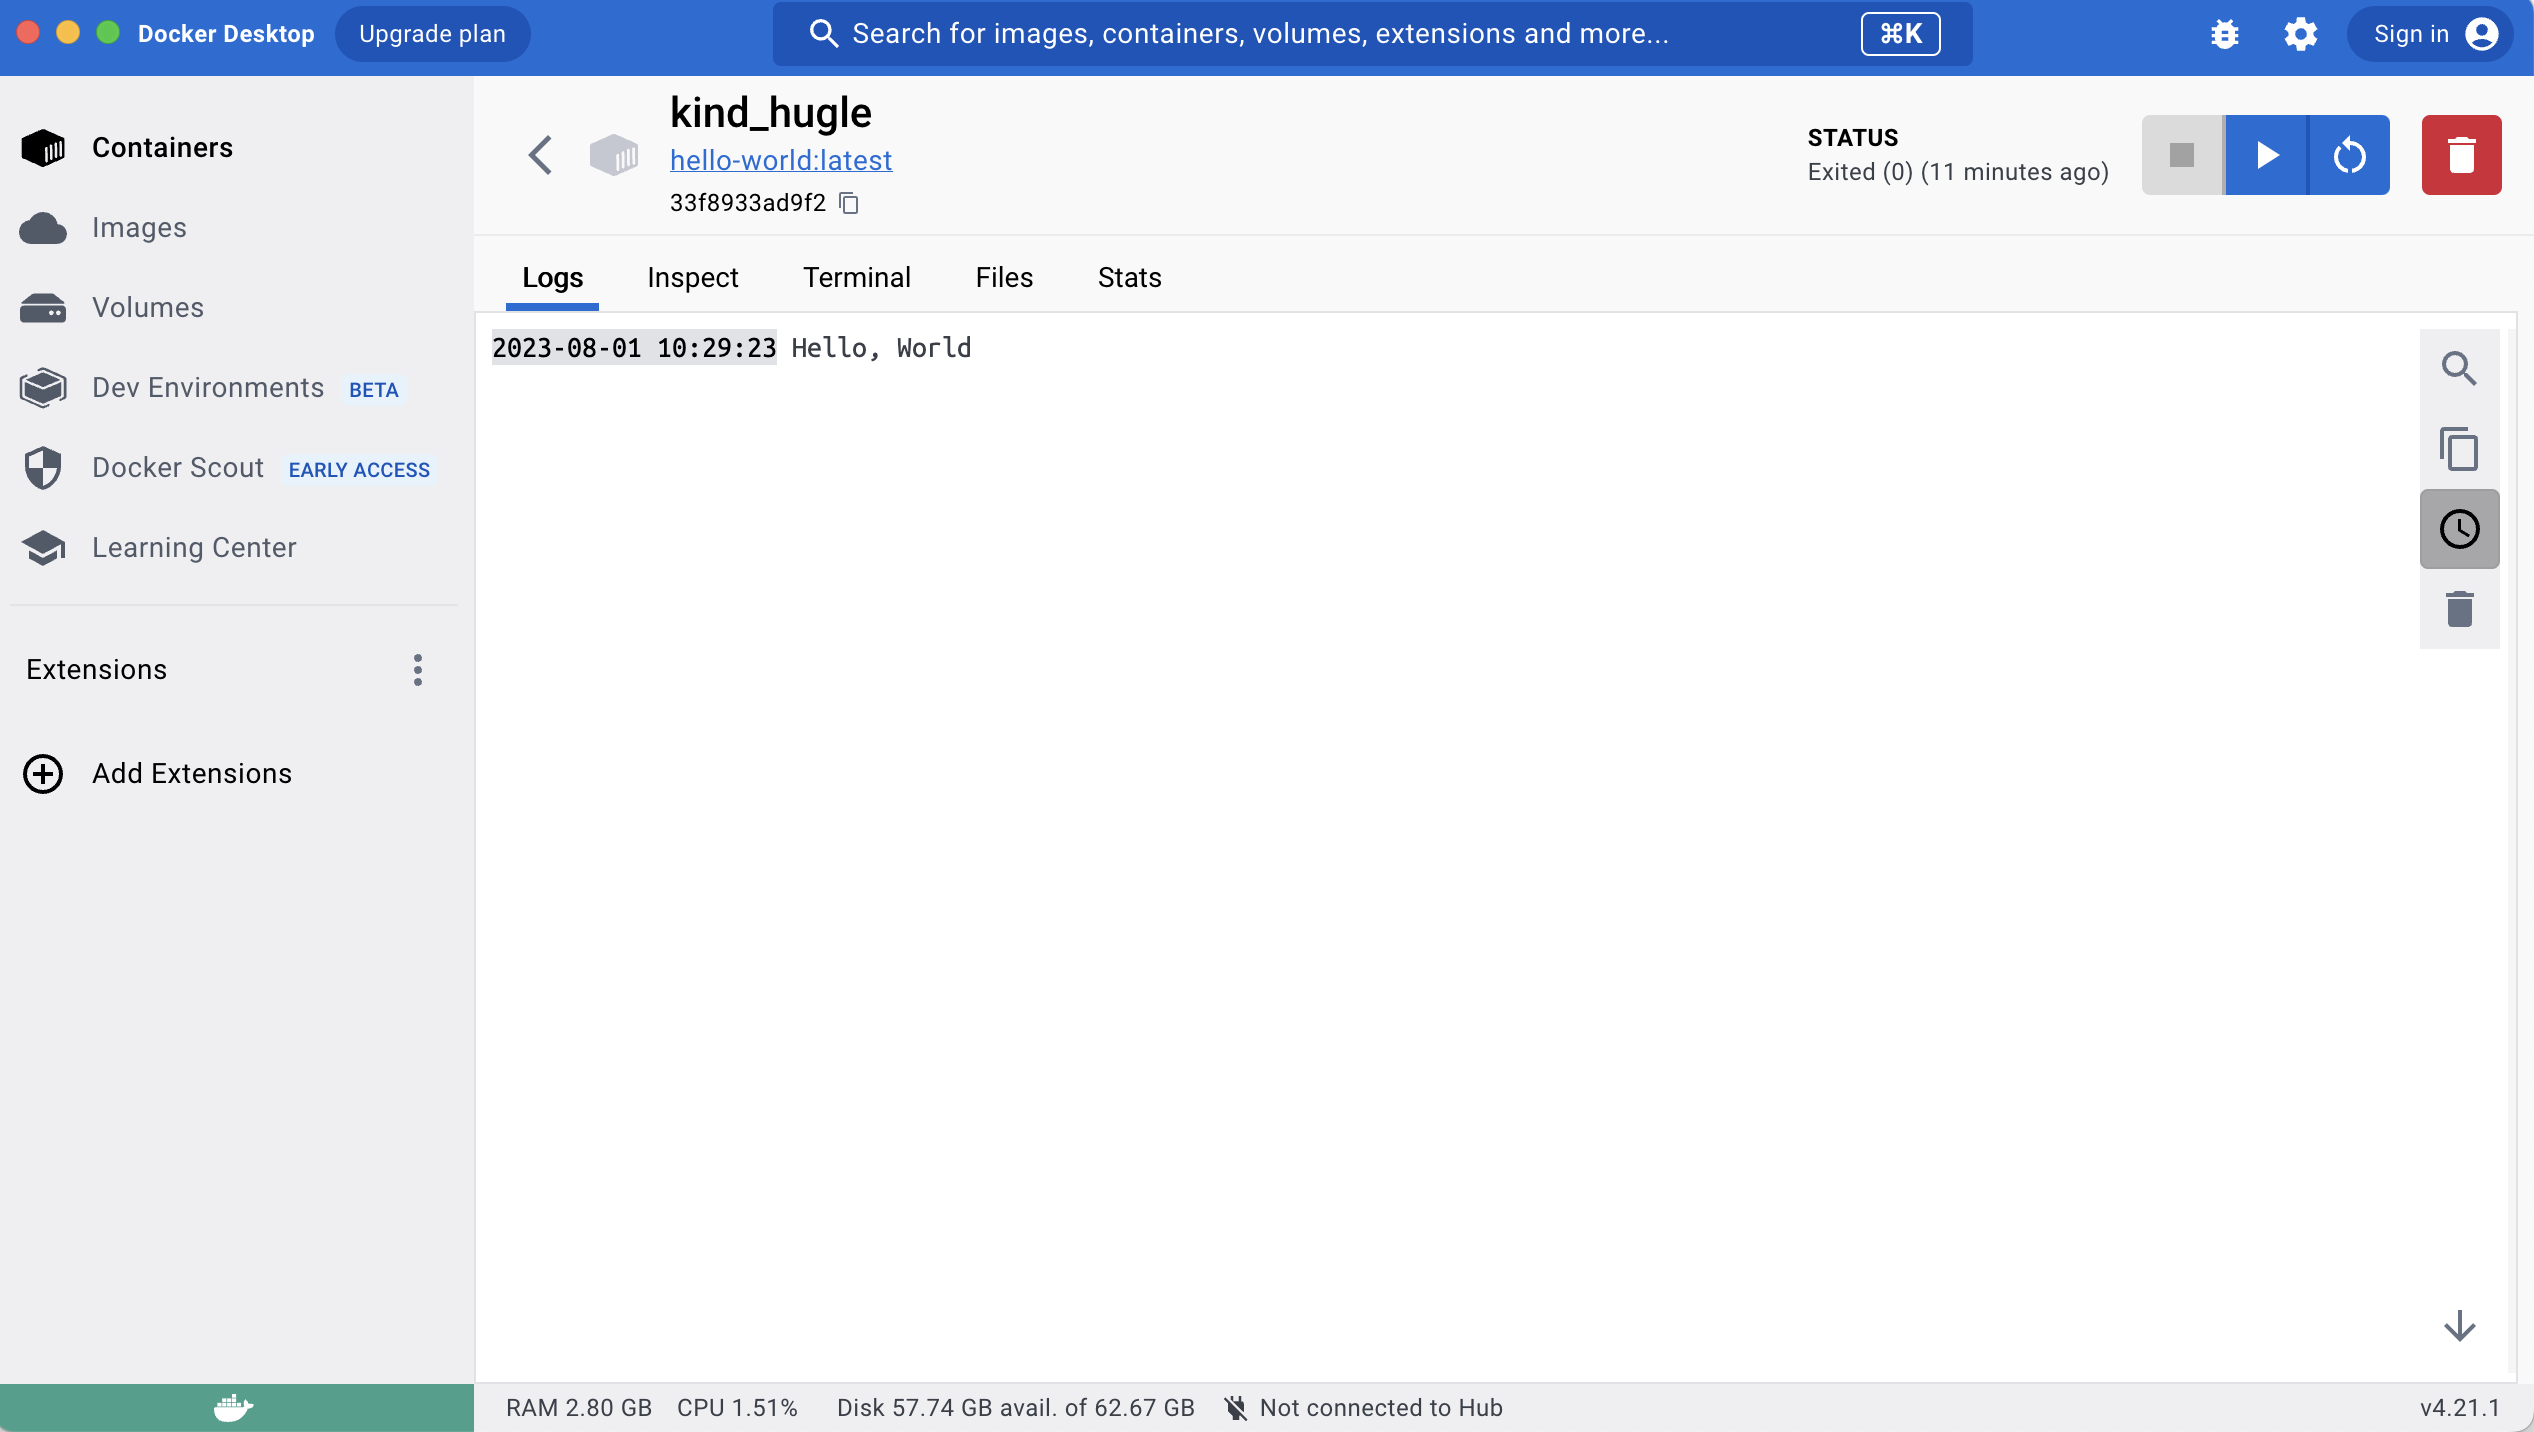 Docker Desktop
Upgrade plan
Search for images, containers, volumes, extensions and more...
⌘K
Sign in
Containers
Images
Volumes
Dev Environments BETA
Docker Scout EARLY ACCESS
Learning Center
Extensions
Add Extensions
kind_hugle
hello-world:latest
33f8933ad9f2
STATUS
Exited (0) (11 minutes ago)
Logs Inspect Terminal Files Stats
2023-08-01 10:29:23 Hello, World
RAM 2.80 GB CPU 1.51% Disk 57.74 GB avail. of 62.67 GB Not connected to Hub
v4.21.1